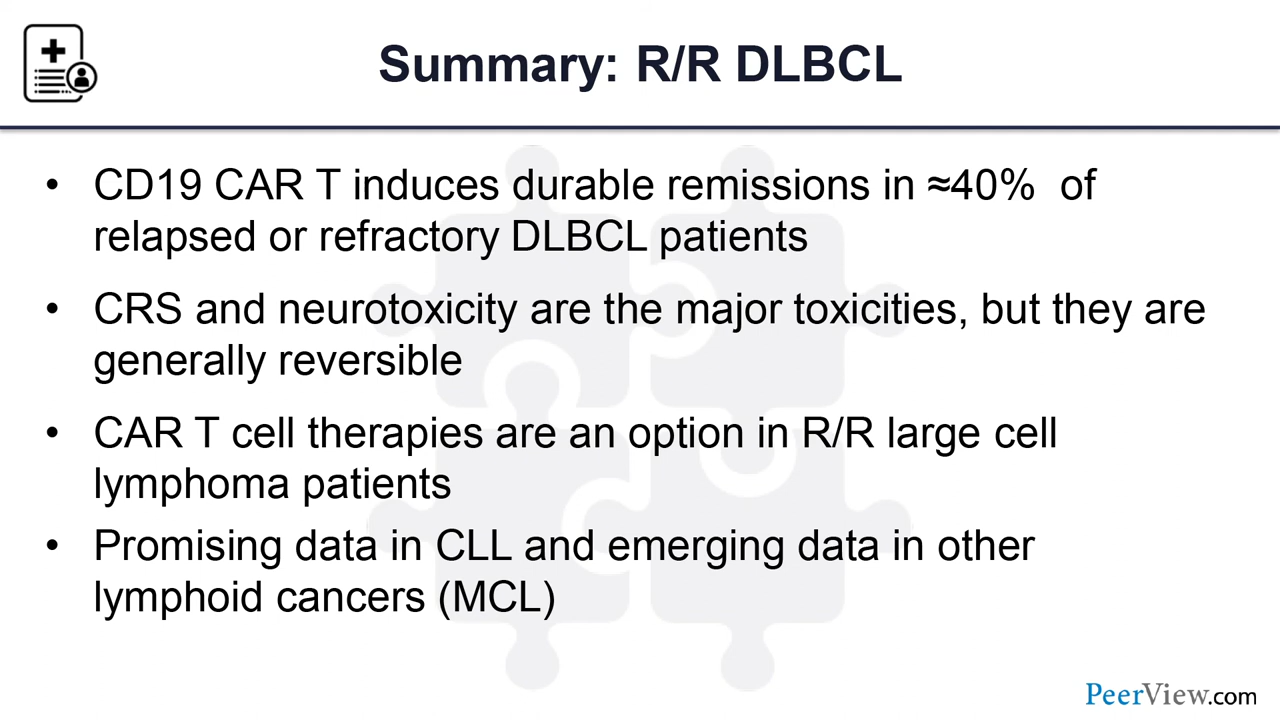 Summary: R/R DLBCL
• CD19 CAR T induces durable remissions in ≈40% of
relapsed or refractory DLBCL patients
• CRS and neurotoxicity are the major toxicities, but they are
generally reversible
• CAR T cell therapies are an option in R/R large cell
lymphoma patients
• Promising data in CLL and emerging data in other
lymphoid cancers (MCL)
PeerView.com